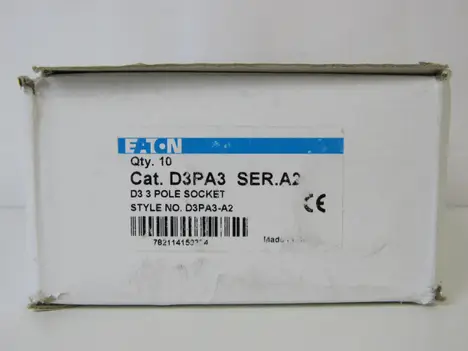 EATON
Qty. 10
Cat. D3PA3 SER.A2
D3 3 POLE SOCKET
STYLE NO. D3PA3-A2
CE
Made